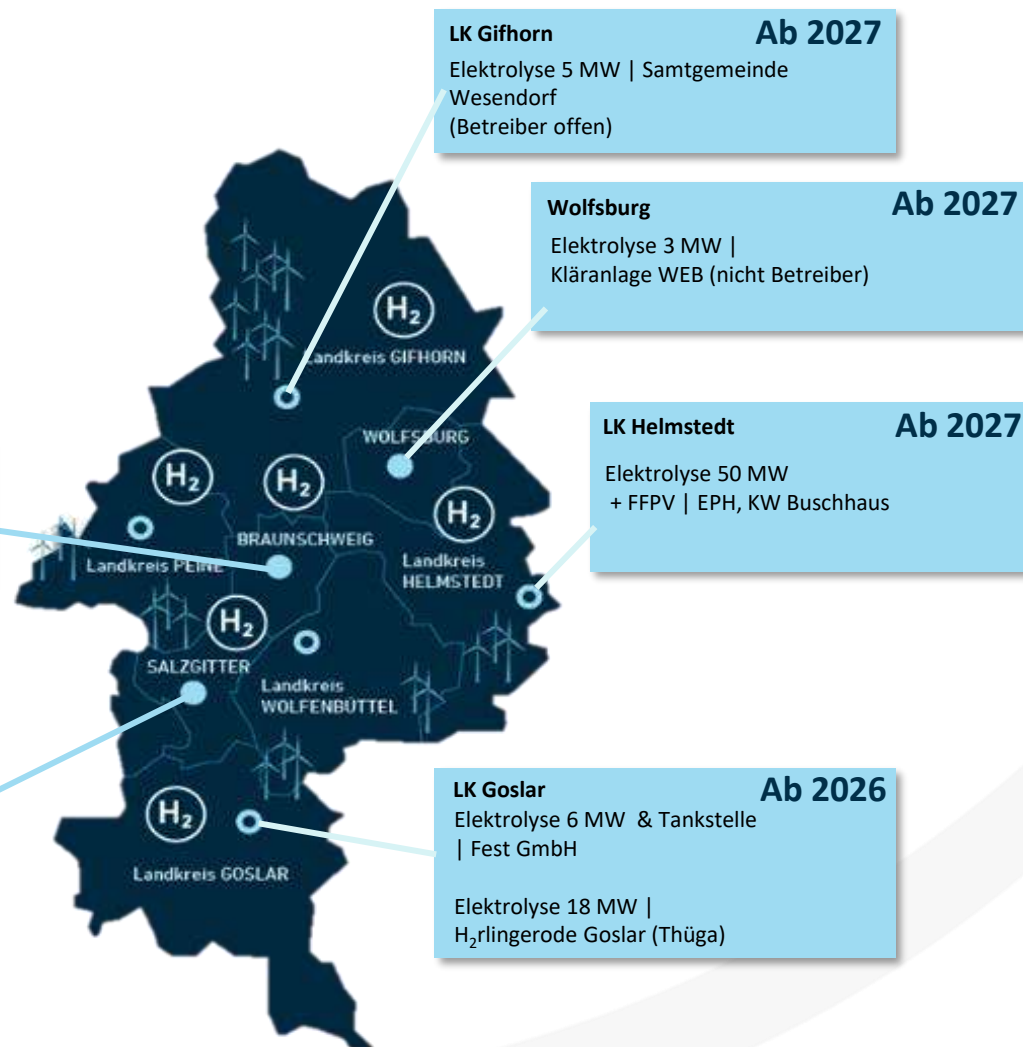 LK Gifhorn
Ab 2027
Elektrolyse 5 MW | Samtgemeinde
Wesendorf
(Betreiber offen)
Wolfsburg
Ab 2027
Elektrolyse 3 MW |
Kläranlage WEB (nicht Betreiber)
LK Helmstedt
Ab 2027
Elektrolyse 50 MW
+ FFPV | EPH, KW Buschhaus
LK Goslar
Ab 2026
Elektrolyse 6 MW & Tankstelle
| Fest GmbH
Elektrolyse 18 MW |
H₂rlingerode Goslar (Thüga)
H₂
Landkreis GIFHORN
WOLFSBURG
H₂
H₂
H₂
BRAUNSCHWEIG
Landkreis PEINE
Landkreis
HELMSTEDT
H₂
SALZGITTER
Landkreis
WOLFENBÜTTEL
H₂
Landkreis GOSLAR